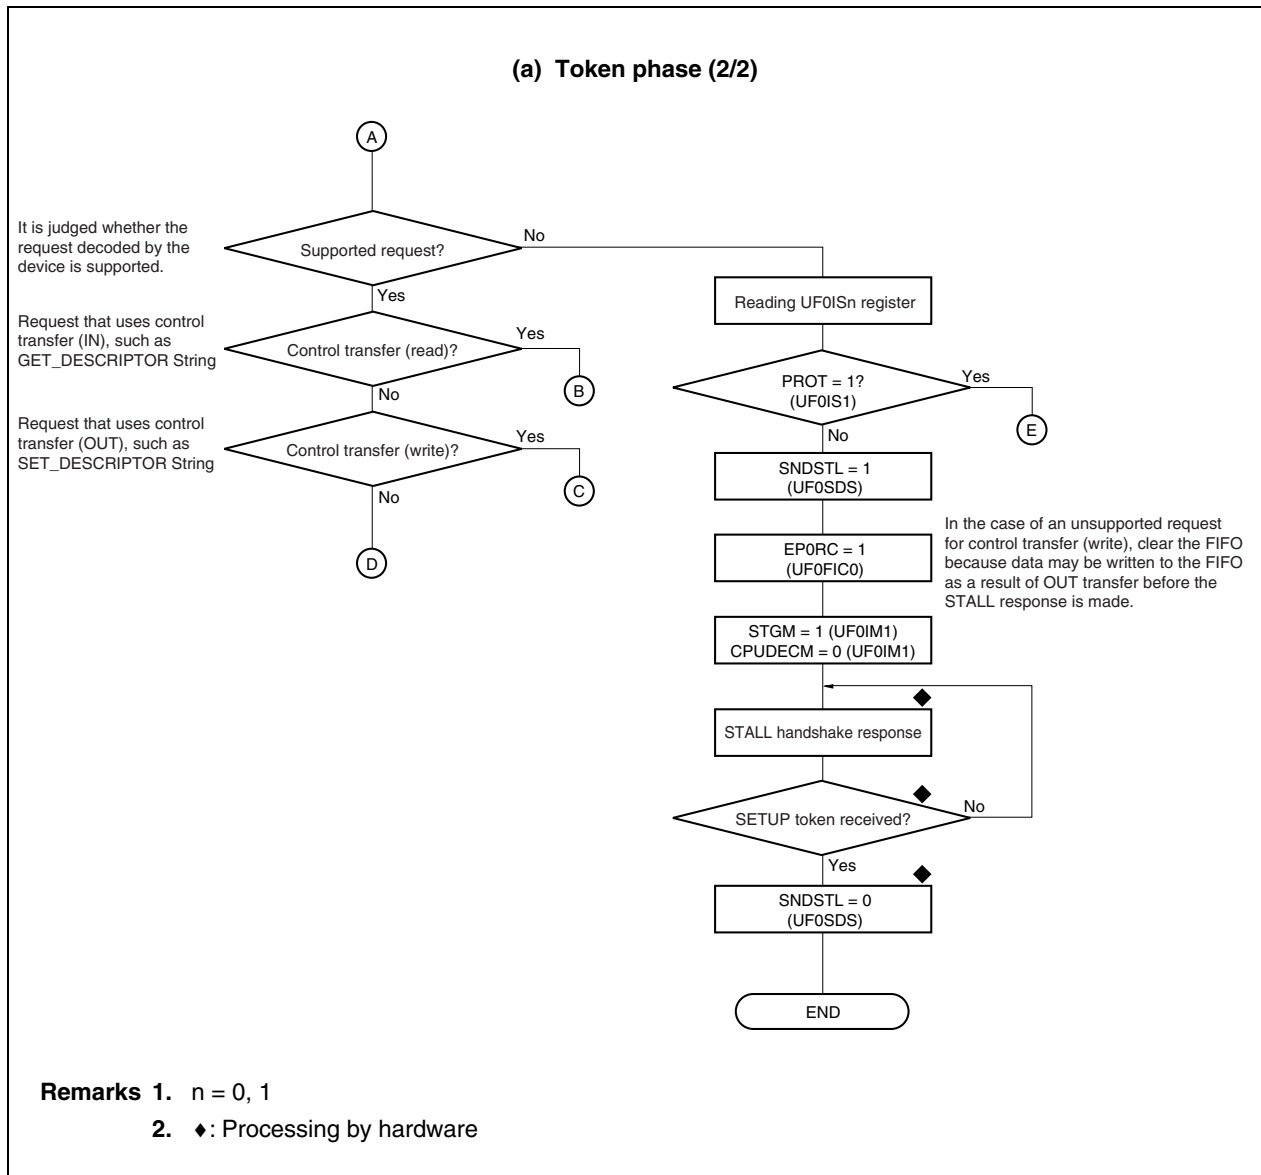 (a) Token phase (2/2)
A
It is judged whether the
request decoded by the
device is supported.
Supported request?
No
Yes
Reading UF0ISn register
Request that uses control
transfer (IN), such as
GET_DESCRIPTOR String
Control transfer (read)?
Yes
B
No
PROT = 1?
(UF0IS1)
Yes
E
No
Request that uses control
transfer (OUT), such as
SET_DESCRIPTOR String
Control transfer (write)?
Yes
C
No
D
SNDSTL = 1
(UF0SDS)
EP0RC = 1
(UF0FIC0)
In the case of an unsupported request
for control transfer (write), clear the FIFO
because data may be written to the FIFO
as a result of OUT transfer before the
STALL response is made.
STGM = 1 (UF0IM1)
CPUDECM = 0 (UF0IM1)
◆
STALL handshake response
◆
SETUP token received?
No
Yes
◆
SNDSTL = 0
(UF0SDS)
END
Remarks 1. n = 0, 1
2. ♦: Processing by hardware